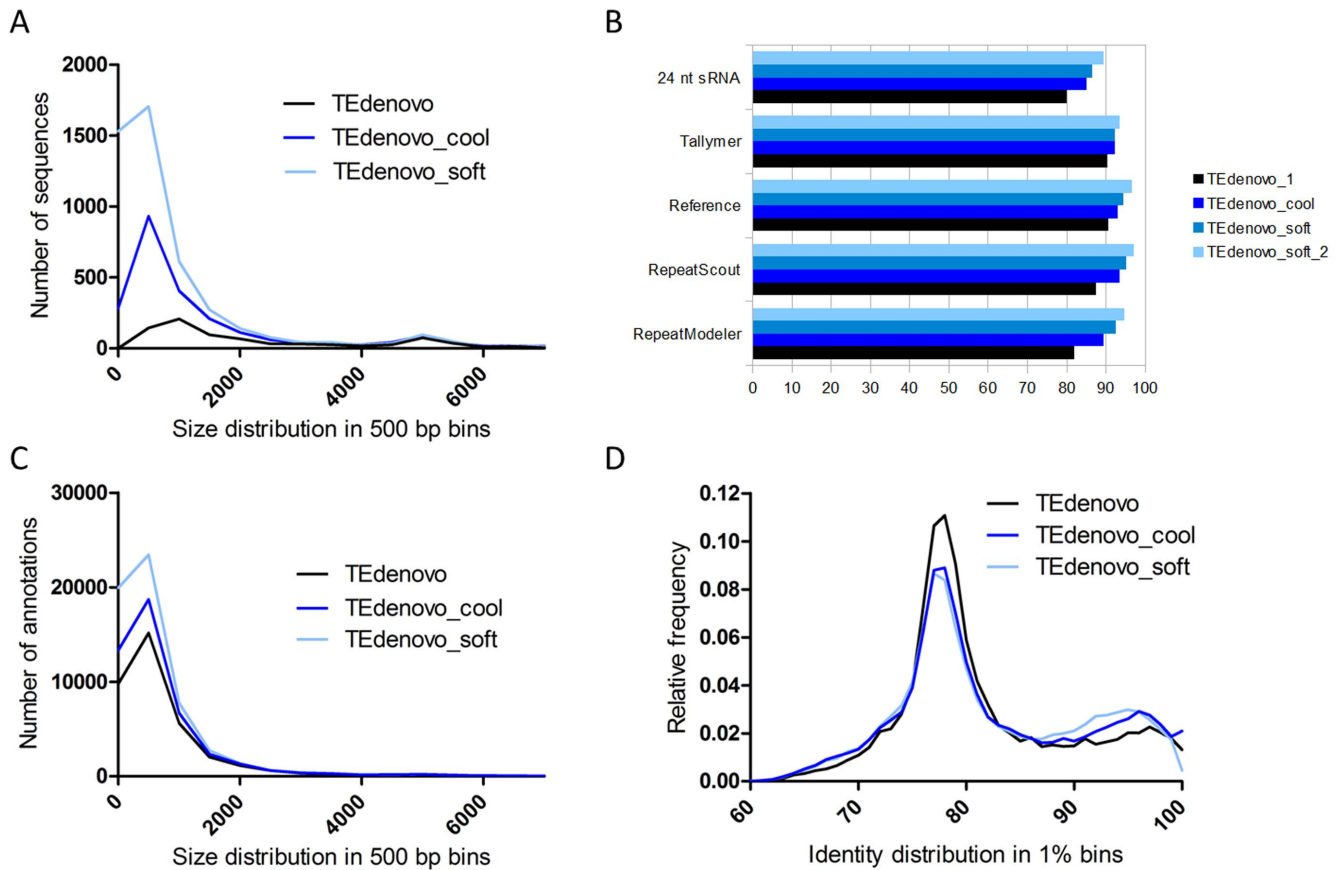 A
2000
1500
1000
500
0
Number of sequences
TEdenovo
TEdenovo_cool
TEdenovo_soft
0
2000
4000
6000
Size distribution in 500 bp bins
B
24 nt sRNA
Tallymer
Reference
RepeatScout
RepeatModeler
0 10 20 30 40 50 60 70 80 90 100
TEdenovo_1
TEdenovo_cool
TEdenovo_soft
TEdenovo_soft_2
C
30000
20000
10000
0
Number of annotations
TEdenovo
TEdenovo_cool
TEdenovo_soft
0
2000
4000
6000
Size distribution in 500 bp bins
D
0.12
0.10
0.08
0.06
0.04
0.02
0.00
Relative frequency
TEdenovo
TEdenovo_cool
TEdenovo_soft
60
70
80
90
100
Identity distribution in 1% bins